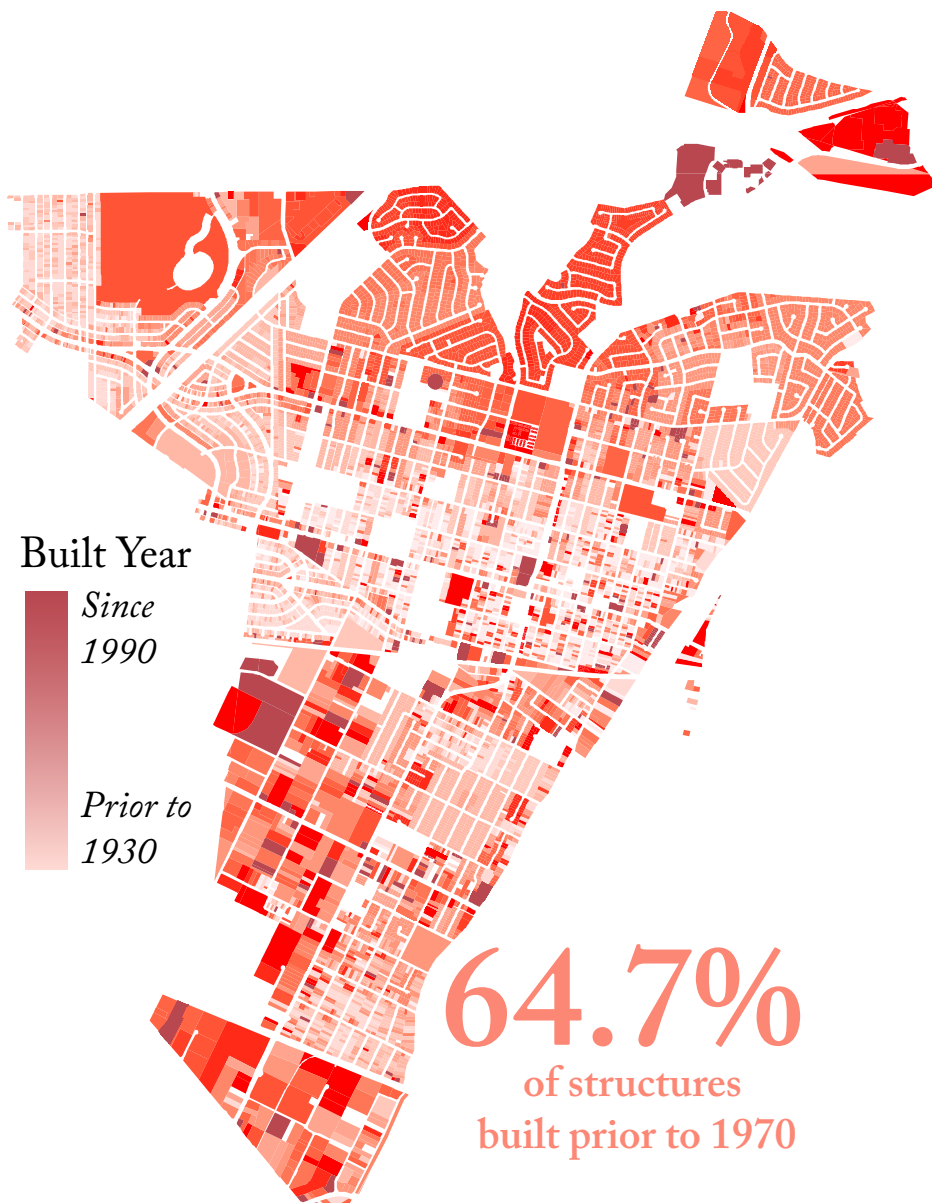 Built Year
Since
1990
Prior to
1930
64.7%
of structures
built prior to 1970